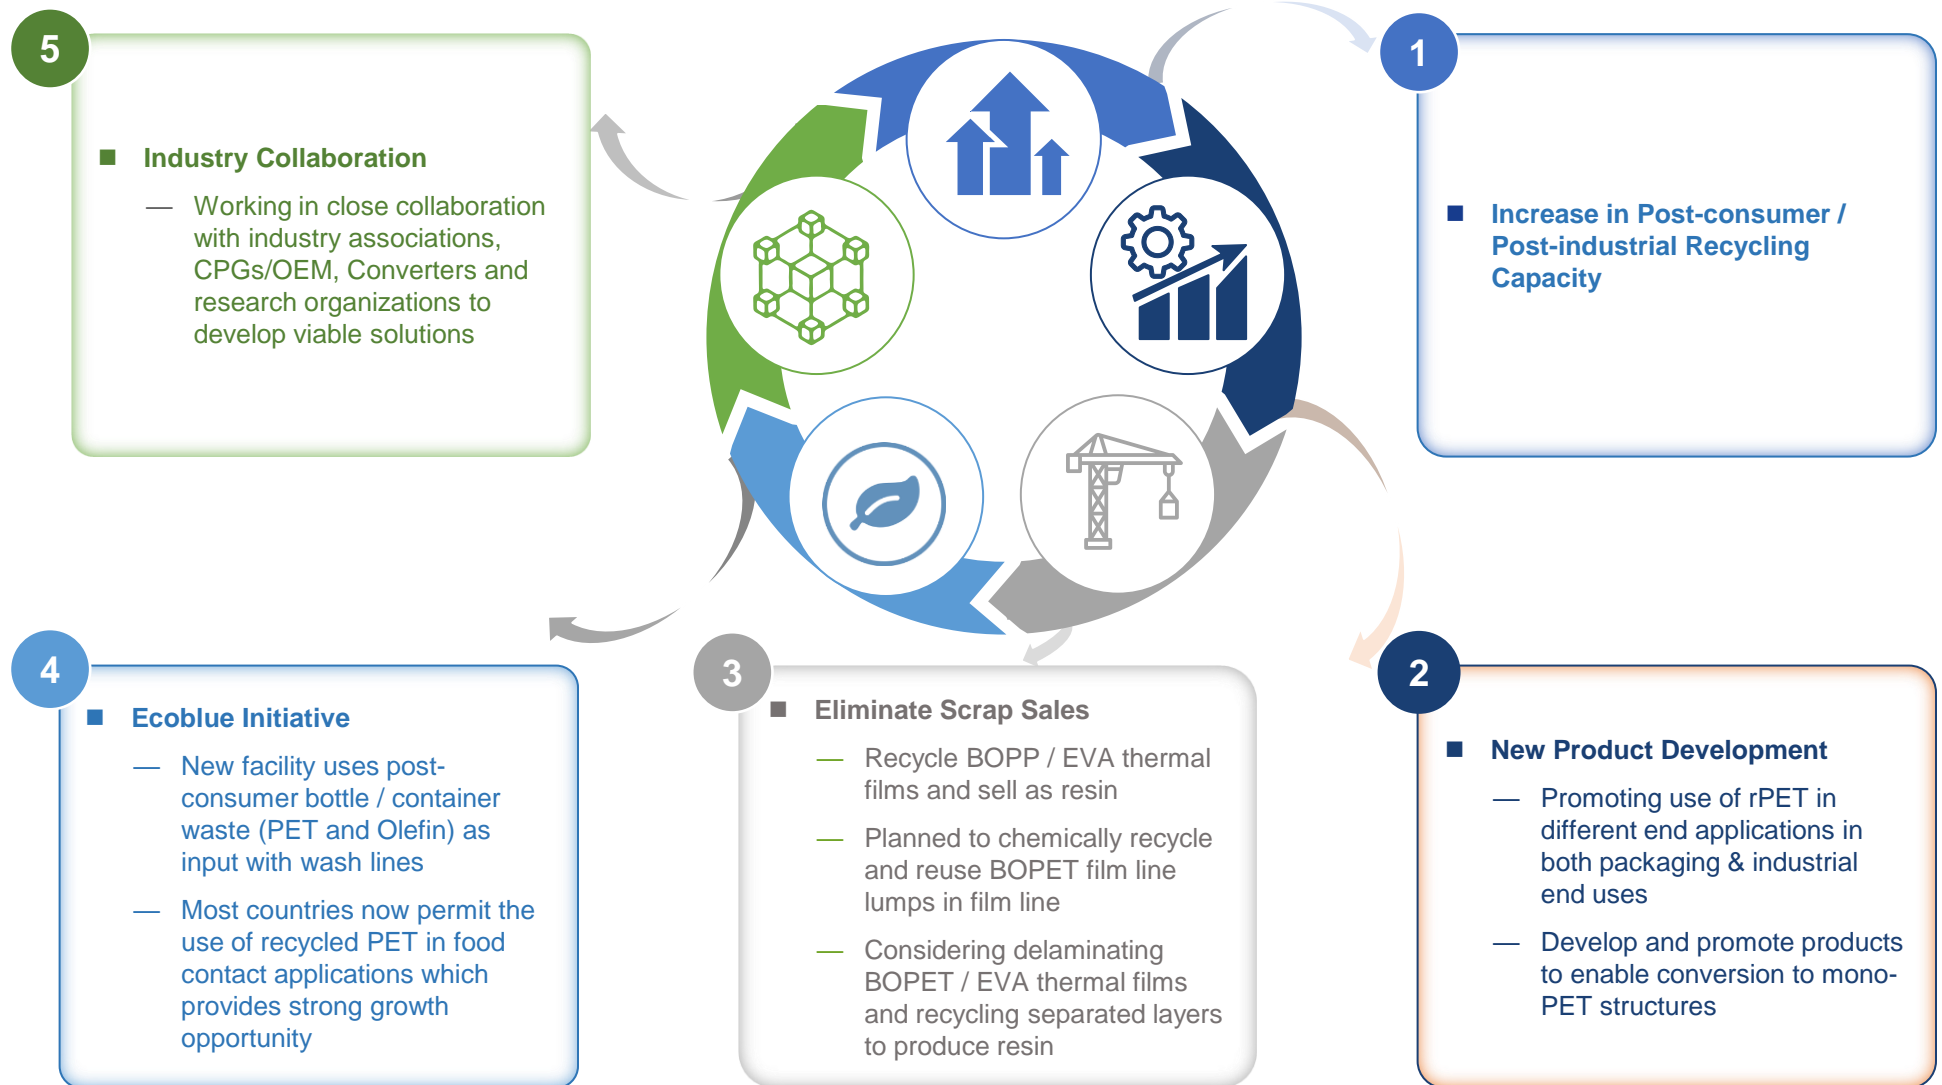 5
Industry Collaboration
— Working in close collaboration
with industry associations,
CPGs/OEM, Converters and
research organizations to
develop viable solutions
1
Increase in Post-consumer /
Post-industrial Recycling
Capacity
4
Ecoblue Initiative
— New facility uses post-
consumer bottle / container
waste (PET and Olefin) as
input with wash lines
— Most countries now permit the
use of recycled PET in food
contact applications which
provides strong growth
opportunity
3
Eliminate Scrap Sales
— Recycle BOPP / EVA thermal
films and sell as resin
— Planned to chemically recycle
and reuse BOPET film line
lumps in film line
— Considering delaminating
BOPET / EVA thermal films
and recycling separated layers
to produce resin
2
New Product Development
— Promoting use of rPET in
different end applications in
both packaging & industrial
end uses
— Develop and promote products
to enable conversion to mono-
PET structures